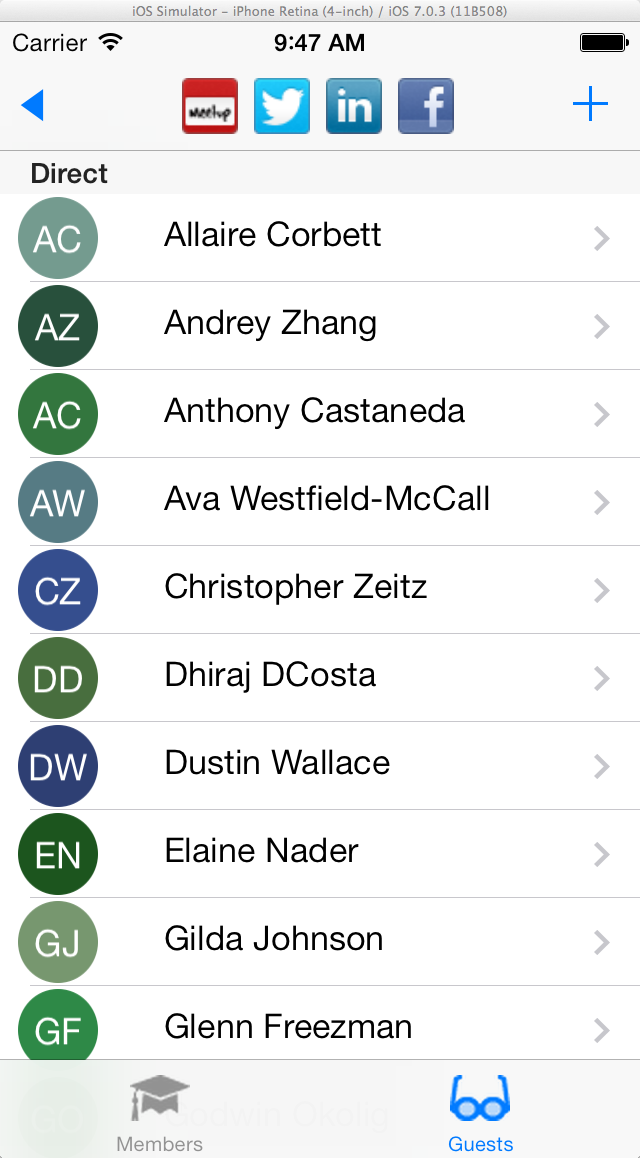 iOS Simulator - iPhone Retina (4-inch) / iOS 7.0.3 (11B508)
Carrier 9:47 AM
Meetup in f
Direct
AC Allaire Corbett
AZ Andrey Zhang
AC Anthony Castaneda
AW Ava Westfield-McCall
CZ Christopher Zeitz
DD Dhiraj DCosta
DW Dustin Wallace
EN Elaine Nader
GJ Gilda Johnson
GF Glenn Freezman
GO Godwin Okolig
Members Guests